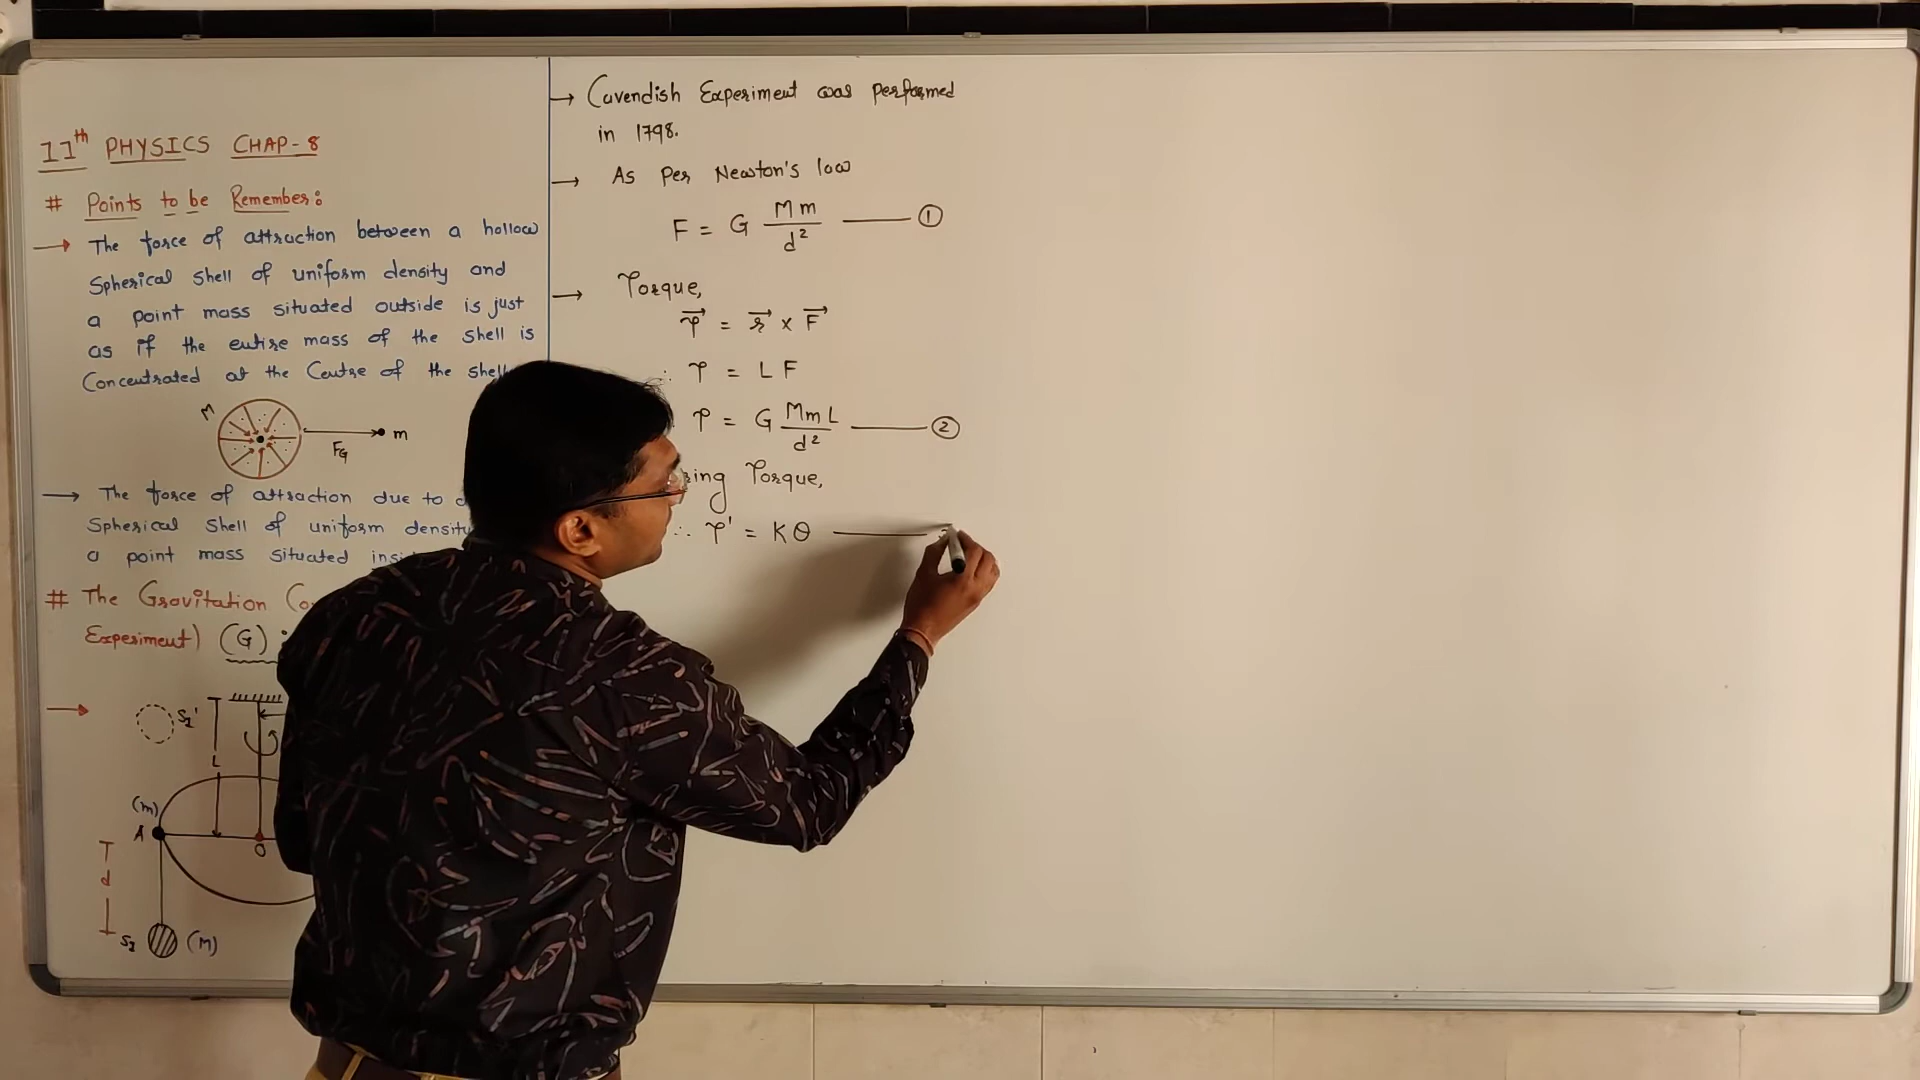 11th PHYSICS CHAP-8
# Points to be Remember:
→ The force of attraction between a hollow
Spherical shell of uniform density and
a point mass situated outside is just
as if the entire mass of the shell is
Concentrated at the Centre of the
M
FG
m
→ The force of attraction due to
Spherical shell of uniform density
a point mass situated
# The Gravitation
Experiment) (G)
→
S2'
L
(m)
A
O
d
S2
(M)
→ Cavendish Experiment was performed
in 1798.
→ As Per Newton's law
F = G Mm/d² —— ①
→ Torque,
τ⃗ = r⃗ × F⃗
∴ τ = L F
τ = G MmL/d² —— ②
Torque,
∴ τ' = Kθ ——